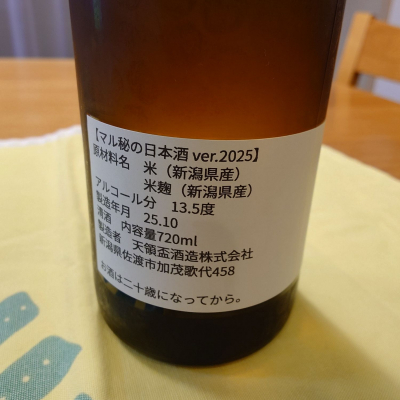 【マル秘の日本酒 ver.2025】
原材料名　米（新潟県産）
米麹（新潟県産）
アルコール分　13.5度
製造年月　25.10
清酒　内容量720ml
製造者　天領盃酒造株式会社
新潟県佐渡市加茂歌代458
お酒は二十歳になってから。